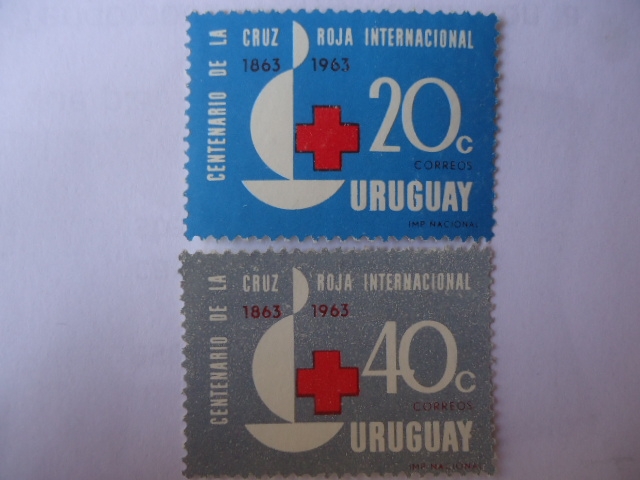 CENTENARIO DE LA
CRUZ ROJA INTERNACIONAL
1863 1963
20c
CORREOS
URUGUAY
IMP. NACIONAL
CENTENARIO DE LA
CRUZ ROJA INTERNACIONAL
1863 1963
40c
CORREOS
URUGUAY
IMP. NACIONAL